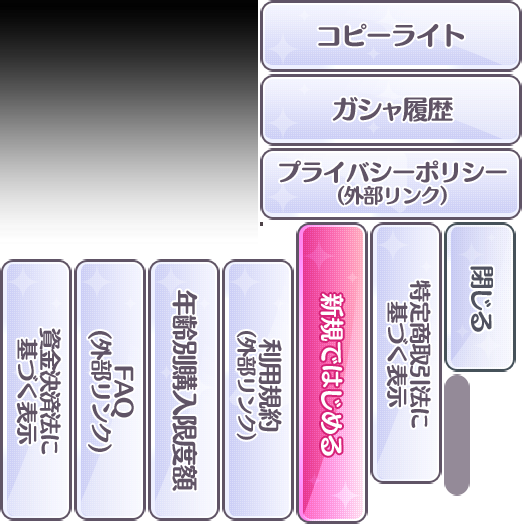 コピーライト
ガシャ履歴
プライバシーポリシー
(外部リンク)
資金決済法に
基づく表示
FAQ
(外部リンク)
年齢別購入限度額
利用規約
(外部リンク)
新規ではじめる
特定商取引法に
基づく表示
閉じる